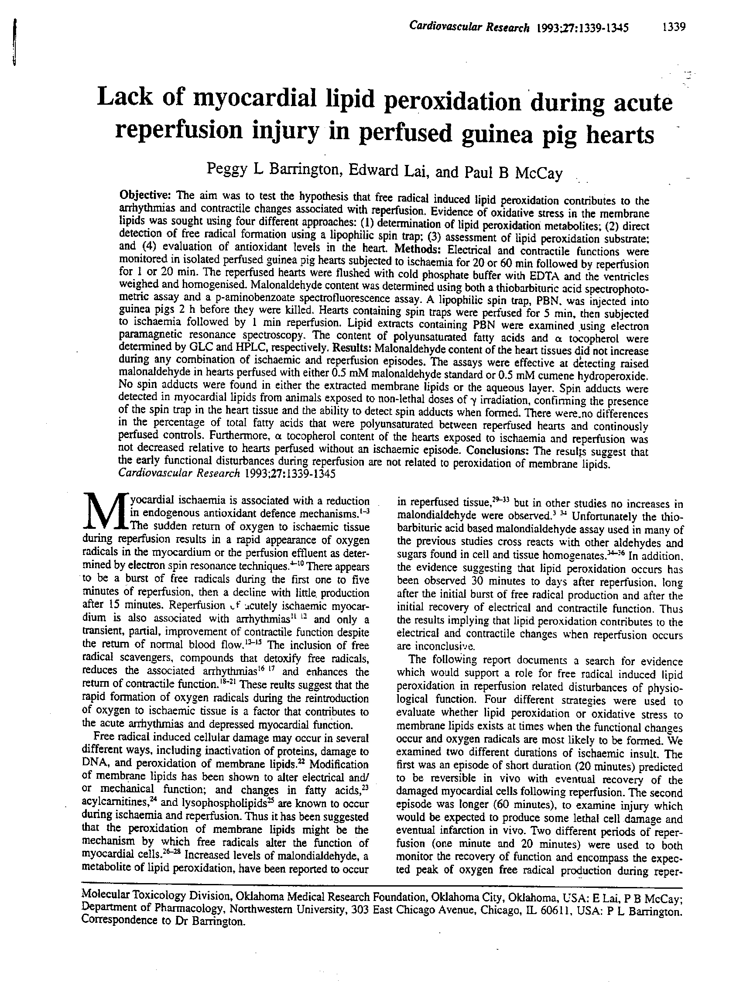 Cardiovascular Research 1993;27:1339-1345 1339
Lack of myocardial lipid peroxidation during acute
reperfusion injury in perfused guinea pig hearts
Peggy L Barrington, Edward Lai, and Paul B McCay
Objective: The aim was to test the hypothesis that free radical induced lipid peroxidation contributes to the
arrhythmias and contractile changes associated with reperfusion. Evidence of oxidative stress in the membrane
lipids was sought using four different approaches: (1) determination of lipid peroxidation metabolites; (2) direct
detection of free radical formation using a lipophilic spin trap; (3) assessment of lipid peroxidation substrate;
and (4) evaluation of antioxidant levels in the heart. Methods: Electrical and contractile functions were
monitored in isolated perfused guinea pig hearts subjected to ischaemia for 20 or 60 min followed by reperfusion
for 1 or 20 min. The reperfused hearts were flushed with cold phosphate buffer with EDTA and the ventricles
weighed and homogenised. Malonaldehyde content was determined using both a thiobarbituric acid spectrophoto-
metric assay and a p-aminobenzoate spectrofluorescence assay. A lipophilic spin trap, PBN, was injected into
guinea pigs 2 h before they were killed. Hearts containing spin traps were perfused for 5 min, then subjected
to ischaemia followed by 1 min reperfusion. Lipid extracts containing PBN were examined using electron
paramagnetic resonance spectroscopy. The content of polyunsaturated fatty acids and α tocopherol were
determined by GLC and HPLC, respectively. Results: Malonaldehyde content of the heart tissues did not increase
during any combination of ischaemic and reperfusion episodes. The assays were effective at detecting raised
malonaldehyde in hearts perfused with either 0.5 mM malonaldehyde standard or 0.5 mM cumene hydroperoxide.
No spin adducts were found in either the extracted membrane lipids or the aqueous layer. Spin adducts were
detected in myocardial lipids from animals exposed to non-lethal doses of γ irradiation, confirming the presence
of the spin trap in the heart tissue and the ability to detect spin adducts when formed. There were no differences
in the percentage of total fatty acids that were polyunsaturated between reperfused hearts and continously
perfused controls. Furthermore, α tocopherol content of the hearts exposed to ischaemia and reperfusion was
not decreased relative to hearts perfused without an ischaemic episode. Conclusions: The results suggest that
the early functional disturbances during reperfusion are not related to peroxidation of membrane lipids.
Cardiovascular Research 1993;27:1339-1345
Myocardial ischaemia is associated with a reduction
in endogenous antioxidant defence mechanisms.1-3
The sudden return of oxygen to ischaemic tissue
during reperfusion results in a rapid appearance of oxygen
radicals in the myocardium or the perfusion effluent as deter-
mined by electron spin resonance techniques.4-10 There appears
to be a burst of free radicals during the first one to five
minutes of reperfusion, then a decline with little production
after 15 minutes. Reperfusion of acutely ischaemic myocar-
dium is also associated with arrhythmias11 12 and only a
transient, partial, improvement of contractile function despite
the return of normal blood flow.13-15 The inclusion of free
radical scavengers, compounds that detoxify free radicals,
reduces the associated arrhythmias16 17 and enhances the
return of contractile function.18-21 These reults suggest that the
rapid formation of oxygen radicals during the reintroduction
of oxygen to ischaemic tissue is a factor that contributes to
the acute arrhythmias and depressed myocardial function.
Free radical induced cellular damage may occur in several
different ways, including inactivation of proteins, damage to
DNA, and peroxidation of membrane lipids.22 Modification
of membrane lipids has been shown to alter electrical and/
or mechanical function; and changes in fatty acids,23
acylcarnitines,24 and lysophospholipids25 are known to occur
during ischaemia and reperfusion. Thus it has been suggested
that the peroxidation of membrane lipids might be the
mechanism by which free radicals alter the function of
myocardial cells.26-28 Increased levels of malondialdehyde, a
metabolite of lipid peroxidation, have been reported to occur
in reperfused tissue,29-33 but in other studies no increases in
malondialdehyde were observed.3 34 Unfortunately the thio-
barbituric acid based malondialdehyde assay used in many of
the previous studies cross reacts with other aldehydes and
sugars found in cell and tissue homogenates.34-36 In addition,
the evidence suggesting that lipid peroxidation occurs has
been observed 30 minutes to days after reperfusion, long
after the initial burst of free radical production and after the
initial recovery of electrical and contractile function. Thus
the results implying that lipid peroxidation contributes to the
electrical and contractile changes when reperfusion occurs
are inconclusive.
The following report documents a search for evidence
which would support a role for free radical induced lipid
peroxidation in reperfusion related disturbances of physio-
logical function. Four different strategies were used to
evaluate whether lipid peroxidation or oxidative stress to
membrane lipids exists at times when the functional changes
occur and oxygen radicals are most likely to be formed. We
examined two different durations of ischaemic insult. The
first was an episode of short duration (20 minutes) predicted
to be reversible in vivo with eventual recovery of the
damaged myocardial cells following reperfusion. The second
episode was longer (60 minutes), to examine injury which
would be expected to produce some lethal cell damage and
eventual infarction in vivo. Two different periods of reper-
fusion (one minute and 20 minutes) were used to both
monitor the recovery of function and encompass the expec-
ted peak of oxygen free radical production during reper-
Molecular Toxicology Division, Oklahoma Medical Research Foundation, Oklahoma City, Oklahoma, USA: E Lai, P B McCay;
Department of Pharmacology, Northwestern University, 303 East Chicago Avenue, Chicago, IL 60611, USA: P L Barrington.
Correspondence to Dr Barrington.